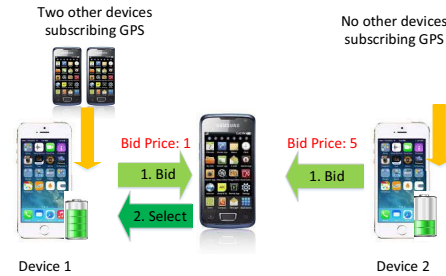 Two other devices
subscribing GPS
No other devices
subscribing GPS
Bid Price: 1
Bid Price: 5
1. Bid
1. Bid
2. Select
Device 1
Device 2